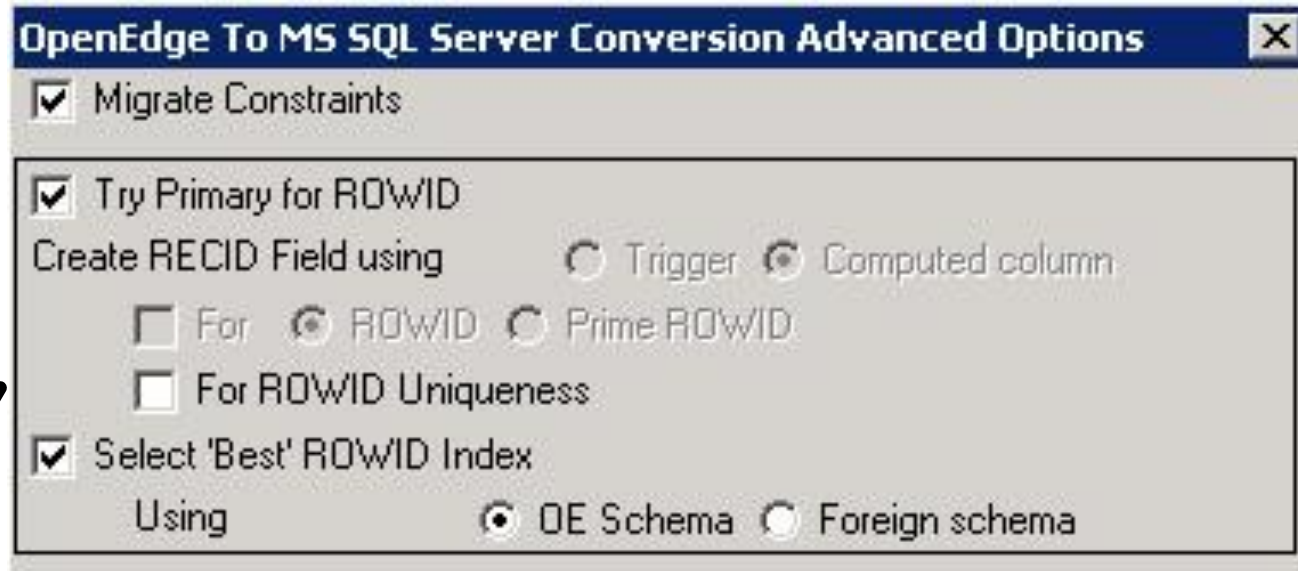 OpenEdge To MS SQL Server Conversion Advanced Options
Migrate Constraints
Try Primary for ROWID
Create RECID Field using Trigger Computed column
For ROWID Prime ROWID
For ROWID Uniqueness
Select 'Best' ROWID Index
Using OE Schema Foreign schema